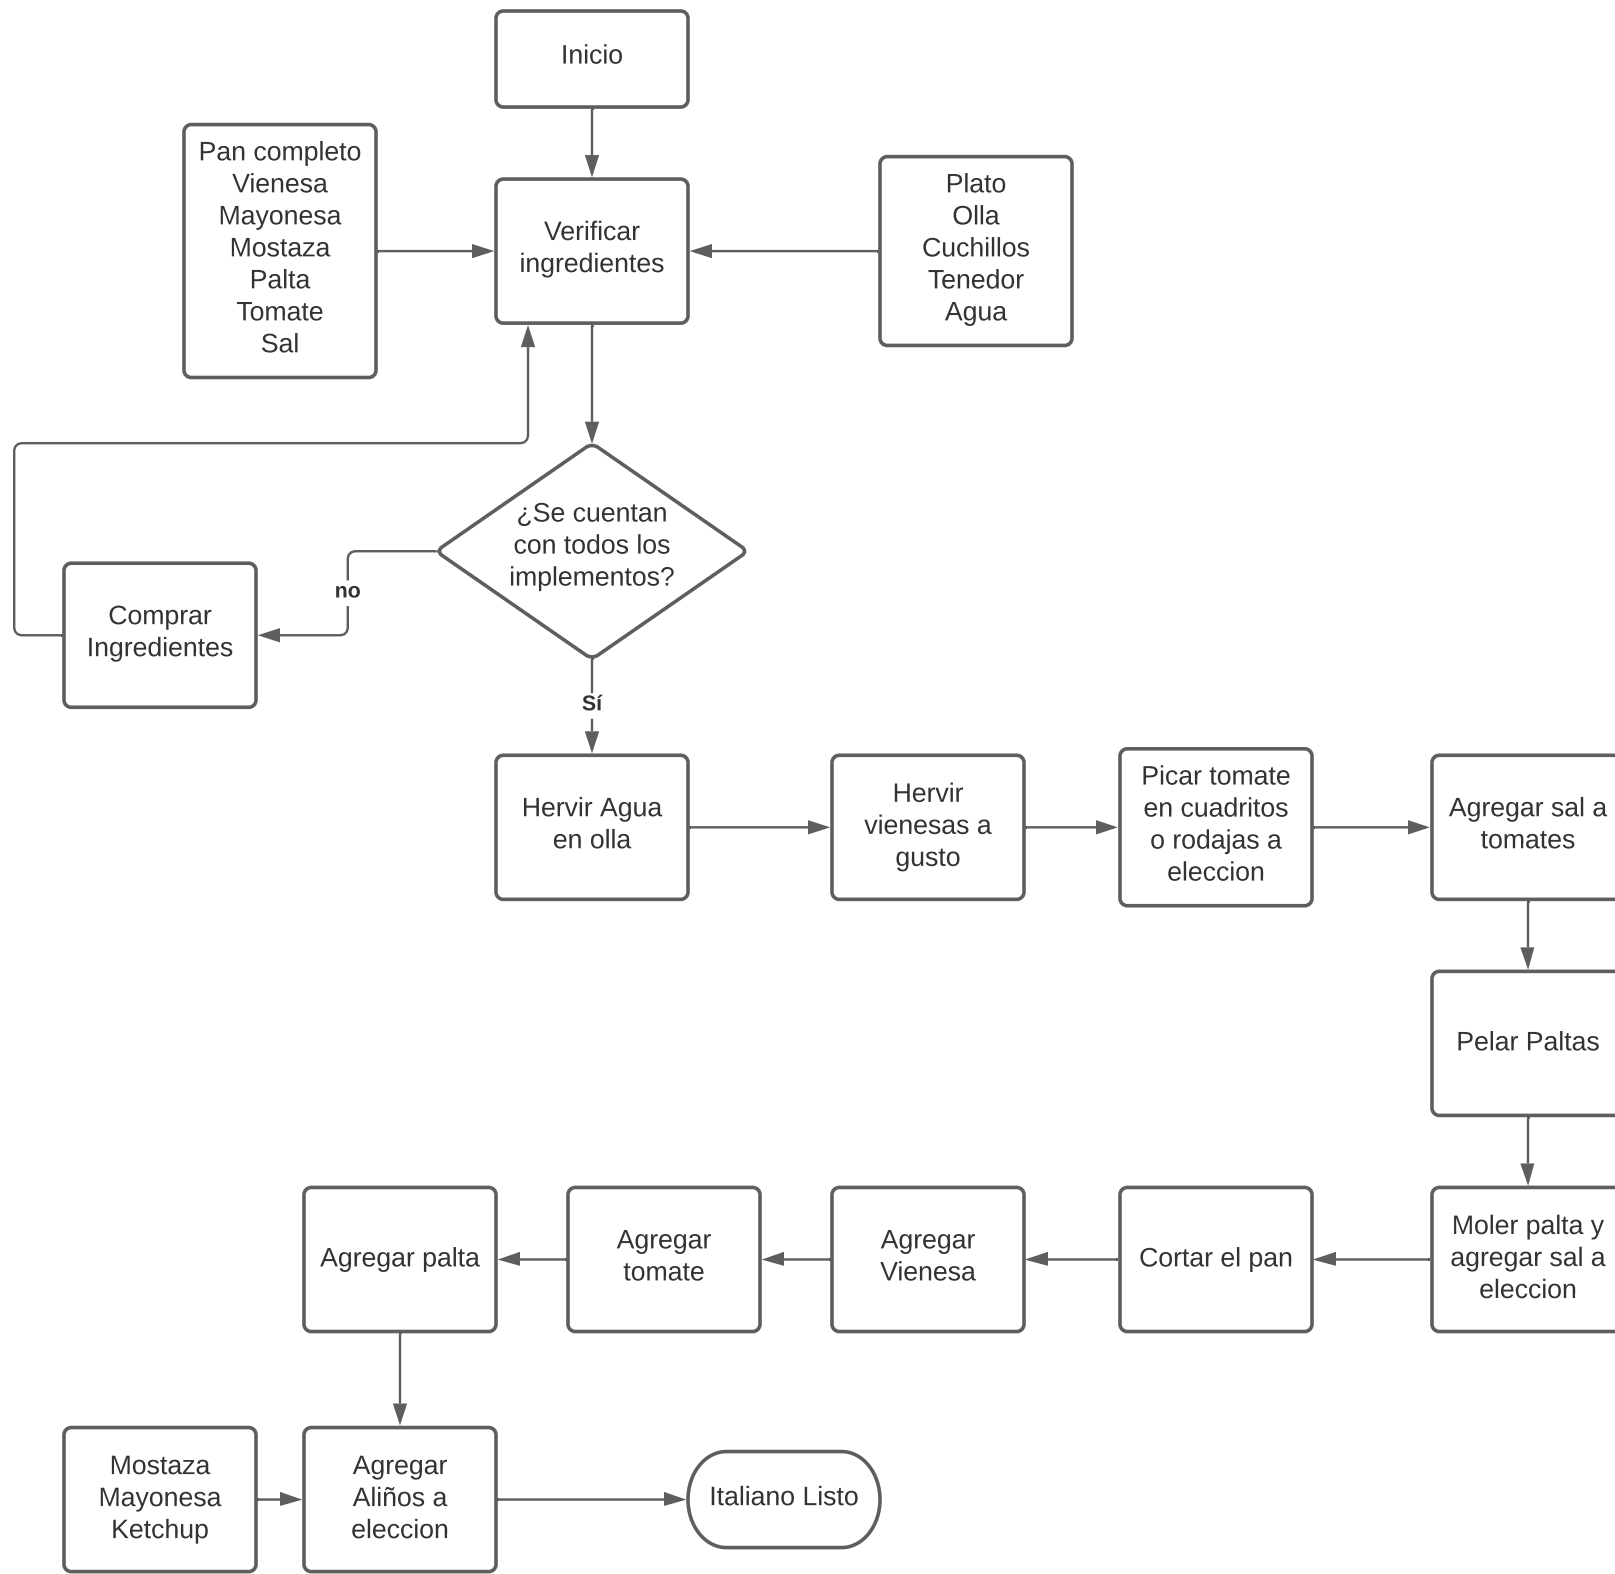 Inicio
Pan completo
Vienesa
Mayonesa
Mostaza
Palta
Tomate
Sal
Verificar
ingredientes
Plato
Olla
Cuchillos
Tenedor
Agua
¿Se cuentan
con todos los
implementos?
no
Comprar
Ingredientes
Sí
Hervir Agua
en olla
Hervir
vienesas a
gusto
Picar tomate
en cuadritos
o rodajas a
eleccion
Agregar sal a
tomates
Pelar Paltas
Moler palta y
agregar sal a
eleccion
Cortar el pan
Agregar
Vienesa
Agregar
tomate
Agregar palta
Mostaza
Mayonesa
Ketchup
Agregar
Aliños a
eleccion
Italiano Listo